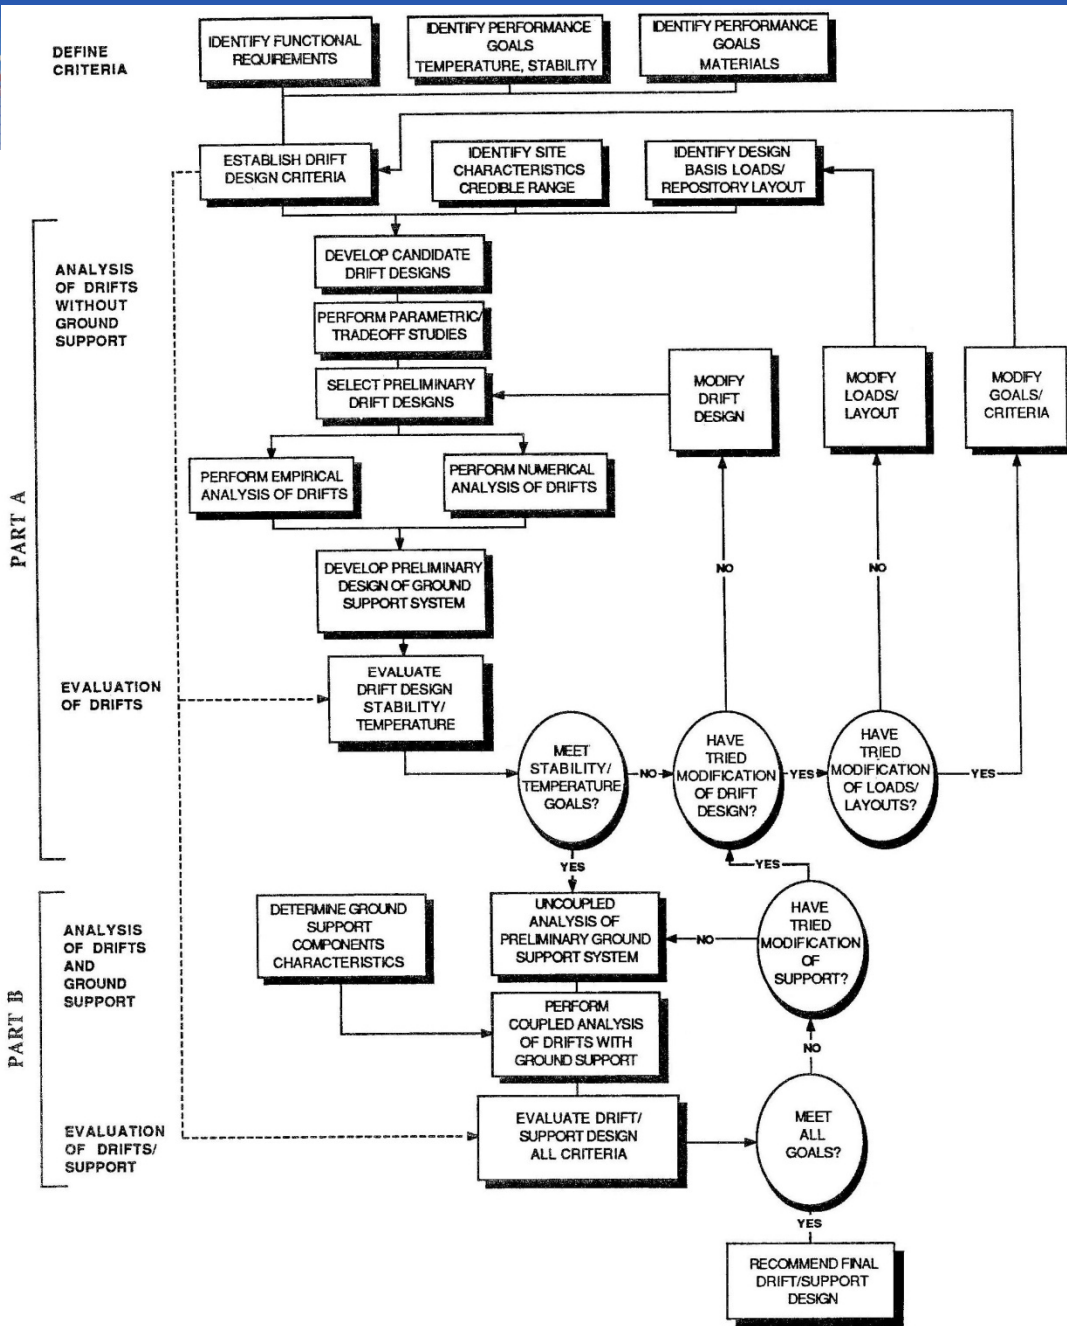 DEFINE
CRITERIA
IDENTIFY FUNCTIONAL
REQUIREMENTS
IDENTIFY PERFORMANCE
GOALS
TEMPERATURE, STABILITY
IDENTIFY PERFORMANCE
GOALS
MATERIALS
ESTABLISH DRIFT
DESIGN CRITERIA
IDENTIFY SITE
CHARACTERISTICS
CREDIBLE RANGE
IDENTIFY DESIGN
BASIS LOADS/
REPOSITORY LAYOUT
PART A
ANALYSIS
OF DRIFTS
WITHOUT
GROUND
SUPPORT
DEVELOP CANDIDATE
DRIFT DESIGNS
PERFORM PARAMETRIC/
TRADEOFF STUDIES
SELECT PRELIMINARY
DRIFT DESIGNS
MODIFY
DRIFT
DESIGN
MODIFY
LOADS/
LAYOUT
MODIFY
GOALS/
CRITERIA
PERFORM EMPIRICAL
ANALYSIS OF DRIFTS
PERFORM NUMERICAL
ANALYSIS OF DRIFTS
DEVELOP PRELIMINARY
DESIGN OF GROUND
SUPPORT SYSTEM
NO
NO
EVALUATION
OF DRIFTS
EVALUATE
DRIFT DESIGN
STABILITY/
TEMPERATURE
MEET
STABILITY/
TEMPERATURE
GOALS?
NO
HAVE
TRIED
MODIFICATION
OF DRIFT
DESIGN?
YES
HAVE
TRIED
MODIFICATION
OF LOADS/
LAYOUTS?
YES
YES
YES
PART B
ANALYSIS
OF DRIFTS
AND
GROUND
SUPPORT
DETERMINE GROUND
SUPPORT
COMPONENTS
CHARACTERISTICS
UNCOUPLED
ANALYSIS OF
PRELIMINARY GROUND
SUPPORT SYSTEM
NO
HAVE
TRIED
MODIFICATION
OF
SUPPORT?
PERFORM
COUPLED ANALYSIS
OF DRIFTS WITH
GROUND SUPPORT
NO
EVALUATION
OF DRIFTS/
SUPPORT
EVALUATE DRIFT/
SUPPORT DESIGN
ALL CRITERIA
MEET
ALL
GOALS?
YES
RECOMMEND FINAL
DRIFT/SUPPORT
DESIGN